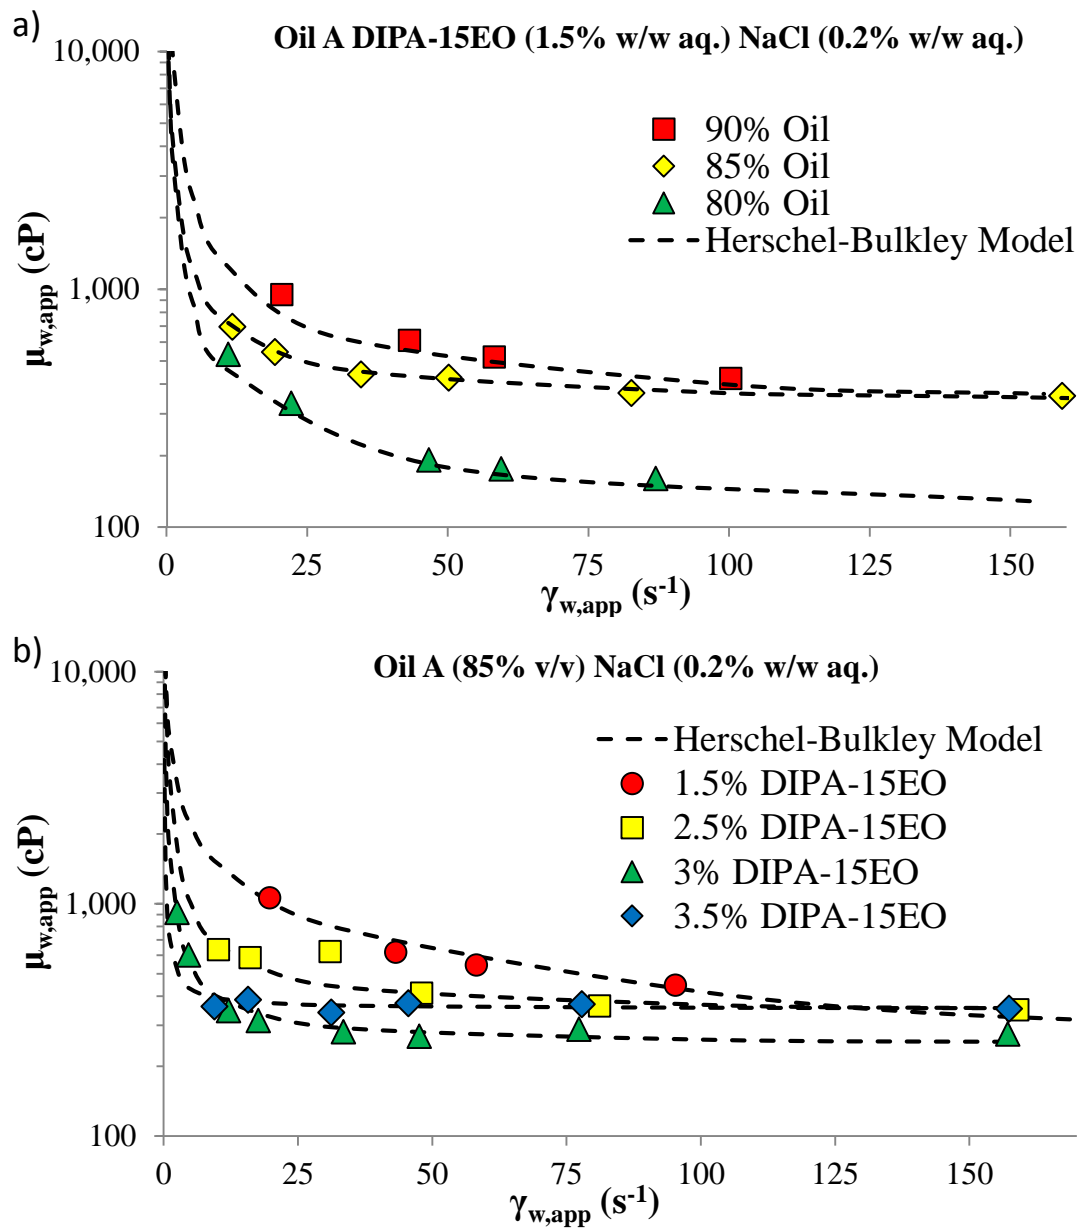 a)
Oil A DIPA-15EO (1.5% w/w aq.) NaCl (0.2% w/w aq.)
10,000
1,000
100
μw,app (cP)
90% Oil
85% Oil
80% Oil
Herschel-Bulkley Model
0 25 50 75 100 125 150
γw,app (s-1)
b)
Oil A (85% v/v) NaCl (0.2% w/w aq.)
10,000
1,000
100
μw,app (cP)
Herschel-Bulkley Model
1.5% DIPA-15EO
2.5% DIPA-15EO
3% DIPA-15EO
3.5% DIPA-15EO
0 25 50 75 100 125 150
γw,app (s-1)